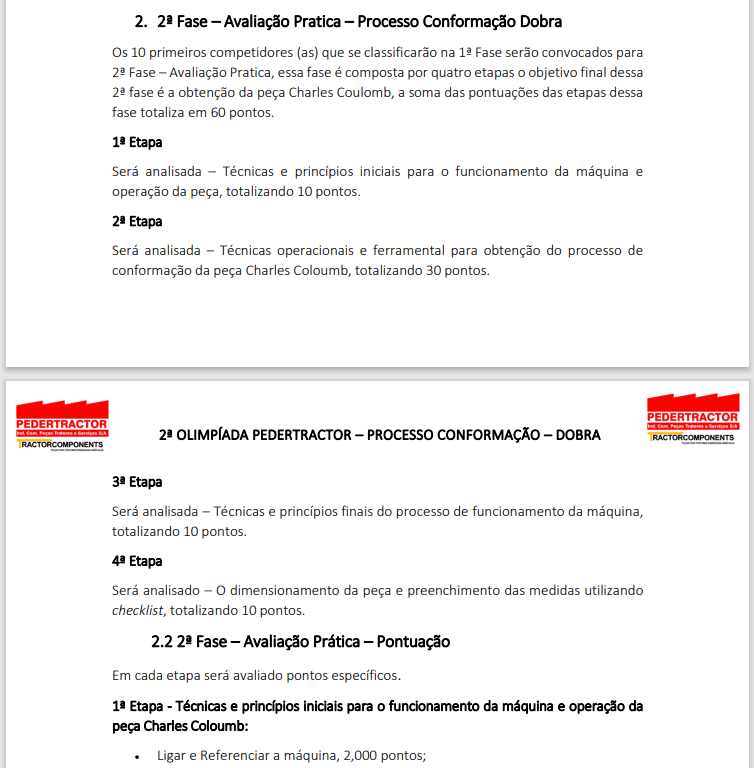 2. 2ª Fase – Avaliação Pratica – Processo Conformação Dobra
Os 10 primeiros competidores (as) que se classificarão na 1ª Fase serão convocados para
2ª Fase – Avaliação Pratica, essa fase é composta por quatro etapas o objetivo final dessa
2ª fase é a obtenção da peça Charles Coulomb, a soma das pontuações das etapas dessa
fase totaliza em 60 pontos.
1ª Etapa
Será analisada – Técnicas e princípios iniciais para o funcionamento da máquina e
operação da peça, totalizando 10 pontos.
2ª Etapa
Será analisada – Técnicas operacionais e ferramental para obtenção do processo de
conformação da peça Charles Coloumb, totalizando 30 pontos.
PEDERTRACTOR
Ind. Com. Peças Tratores e Serviços S/A
TRACTORCOMPONENTS
PEDERTRACTOR
Ind. Com. Peças Tratores e Serviços S/A
TRACTORCOMPONENTS
2ª OLIMPÍADA PEDERTRACTOR – PROCESSO CONFORMAÇÃO – DOBRA
3ª Etapa
Será analisada – Técnicas e princípios finais do processo de funcionamento da máquina,
totalizando 10 pontos.
4ª Etapa
Será analisado – O dimensionamento da peça e preenchimento das medidas utilizando
checklist, totalizando 10 pontos.
2.2 2ª Fase – Avaliação Prática – Pontuação
Em cada etapa será avaliado pontos específicos.
1ª Etapa - Técnicas e princípios iniciais para o funcionamento da máquina e operação da
peça Charles Coloumb:
• Ligar e Referenciar a máquina, 2,000 pontos;